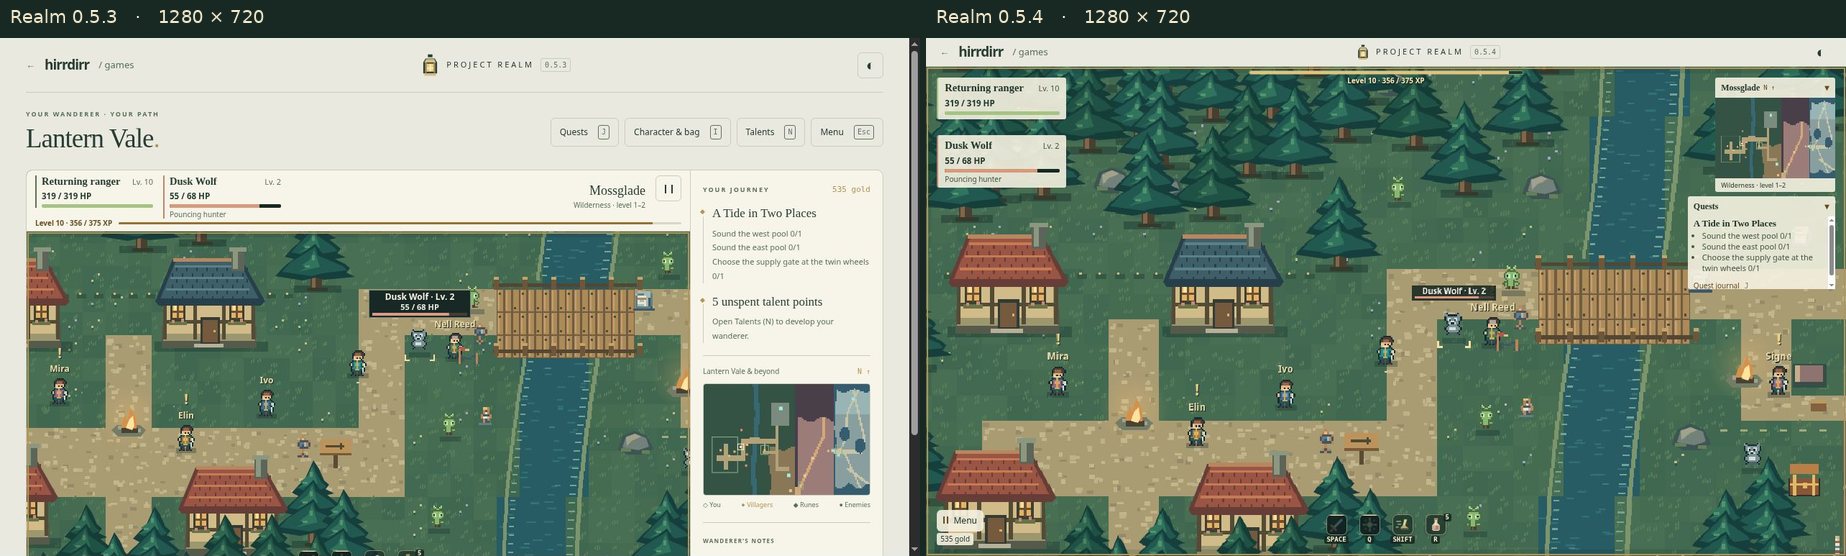 Realm 0.5.3 · 1280 × 720
← hirrdirr / games
PROJECT REALM 0.5.3
YOUR WANDERER · YOUR PATH
Lantern Vale.
Quests J
Character & bag I
Talents N
Menu Esc
Returning ranger Lv. 10
319 / 319 HP
Dusk Wolf Lv. 2
55 / 68 HP
Pouncing hunter
Mossglade
Wilderness · level 1–2
Level 10 · 356 / 375 XP
Dusk Wolf · Lv. 2
55 / 68 HP
Nell Reed
!
Mira
Ivo
!
Elin
5
YOUR JOURNEY 535 gold
A Tide in Two Places
Sound the west pool 0/1
Sound the east pool 0/1
Choose the supply gate at the twin wheels
0/1
5 unspent talent points
Open Talents (N) to develop your
wanderer.
Lantern Vale & beyond N ↑
◇ You ● Villagers ◆ Runes ● Enemies
WANDERER'S NOTES
Realm 0.5.4 · 1280 × 720
← hirrdirr / games
PROJECT REALM 0.5.4
Level 10 · 356 / 375 XP
Returning ranger Lv. 10
319 / 319 HP
Dusk Wolf Lv. 2
55 / 68 HP
Pouncing hunter
Mossglade N ↑ ▼
Wilderness · level 1–2
Quests ▼
A Tide in Two Places
• Sound the west pool 0/1
• Sound the east pool 0/1
• Choose the supply gate at the
twin wheels 0/1
Quest journal J
Dusk Wolf · Lv. 2
Nell Reed
!
Mira
Ivo
!
Elin
!
Signe
Menu
535 gold
SPACE
Q
SHIFT
5
R